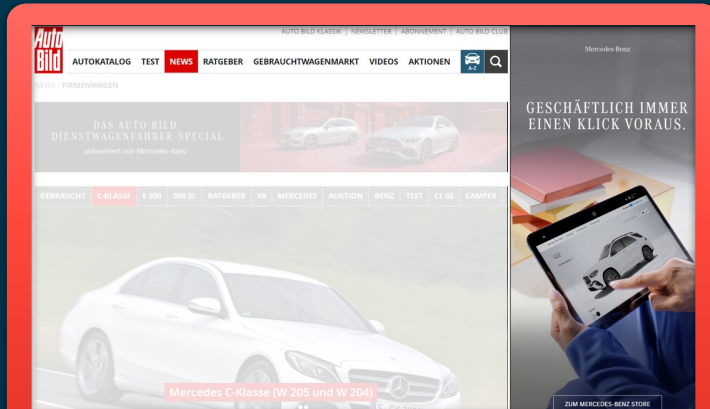 AUTO BILD KLASSIK | NEWSLETTER | ABONNEMENT | AUTO BILD CLUB
Auto
Bild
AUTOKATALOG TEST NEWS RATGEBER GEBRAUCHTWAGENMARKT VIDEOS AKTIONEN
A-Z
NEWS / FIRMENWAGEN
DAS AUTO BILD-
DIENSTWAGENFAHRER-SPECIAL
präsentiert von Mercedes-Benz
GEBRAUCHT C-KLASSE E 500 300 SL RATGEBER V8 MERCEDES AUKTION BENZ TEST CL 65 CAMPER
Mercedes C-Klasse (W 205 und W 204)
Mercedes-Benz
GESCHÄFTLICH IMMER
EINEN KLICK VORAUS.
ZUM MERCEDES-BENZ STORE